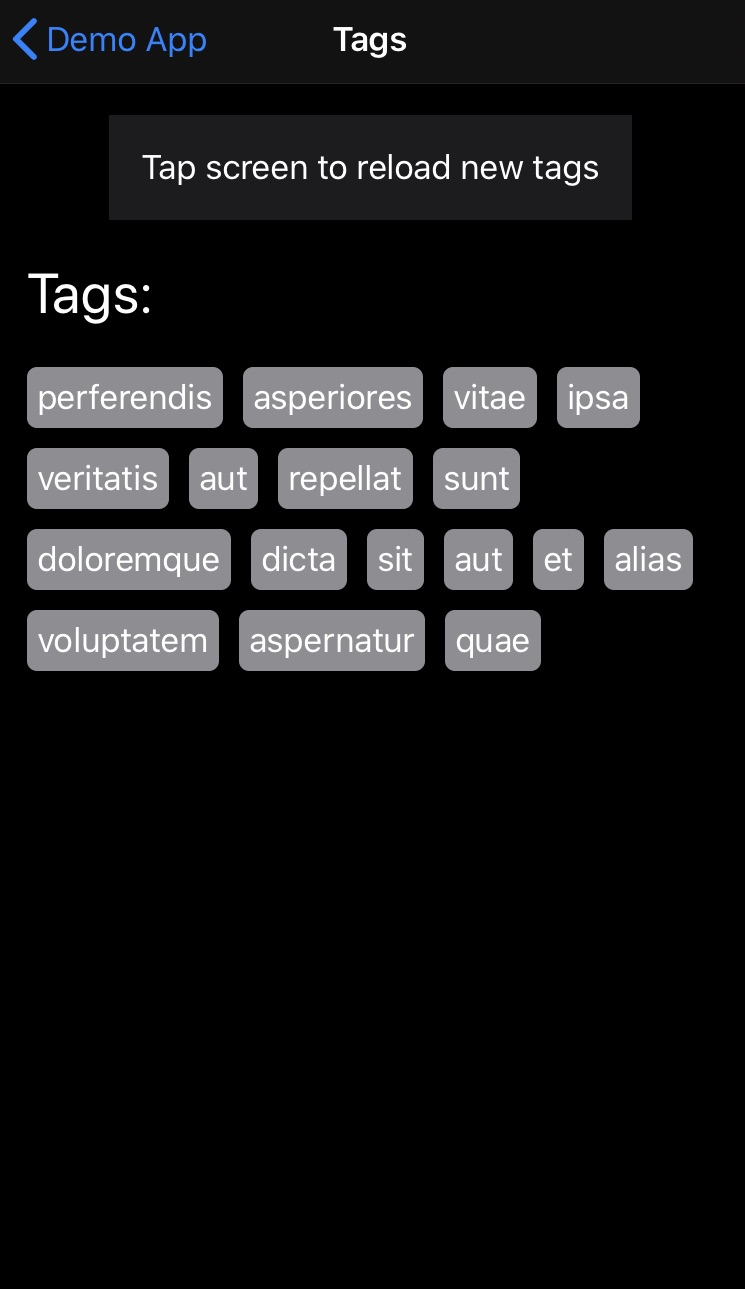 Demo App Tags
Tap screen to reload new tags
Tags:
perferendis asperiores vitae ipsa
veritatis aut repellat sunt
doloremque dicta sit aut et alias
voluptatem aspernatur quae